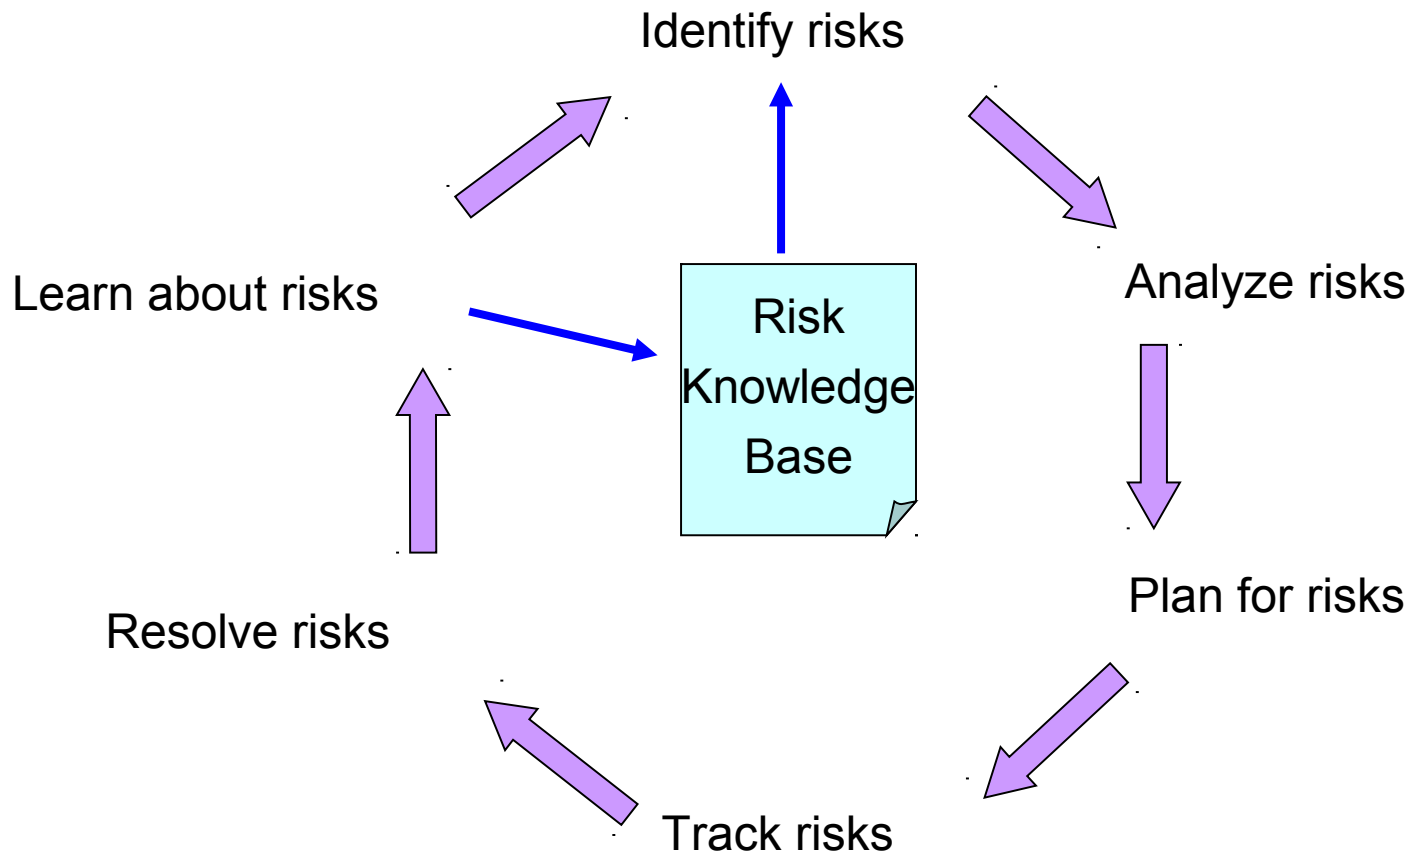 Identify risks
Learn about risks
Analyze risks
Risk
Knowledge
Base
Plan for risks
Resolve risks
Track risks